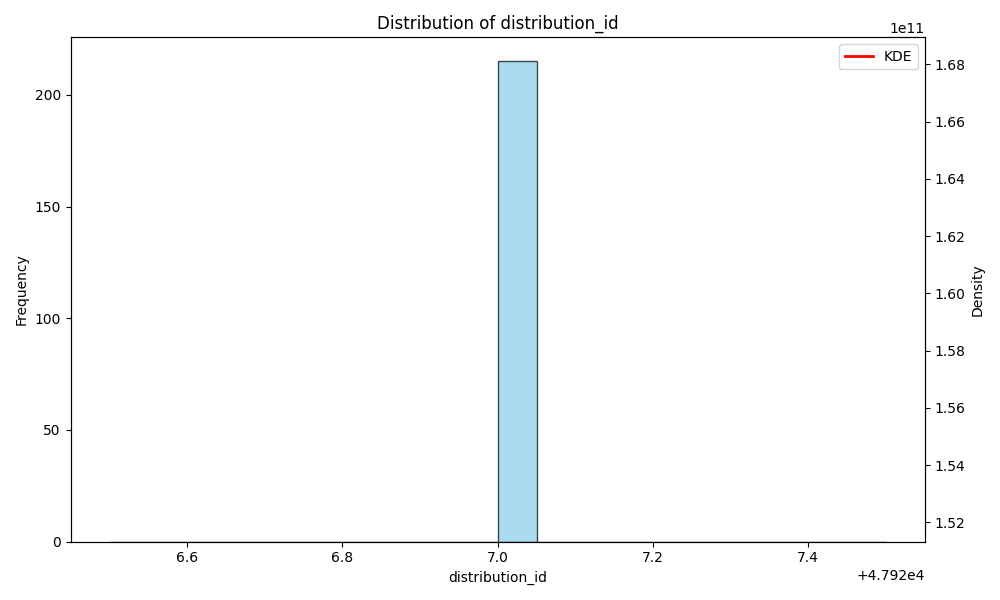 Distribution of distribution_id
1e11
KDE
Frequency
200
150
100
50
0
1.68
1.66
1.64
1.62
1.60
1.58
1.56
1.54
1.52
Density
6.6
6.8
7.0
7.2
7.4
distribution_id
+4.792e4